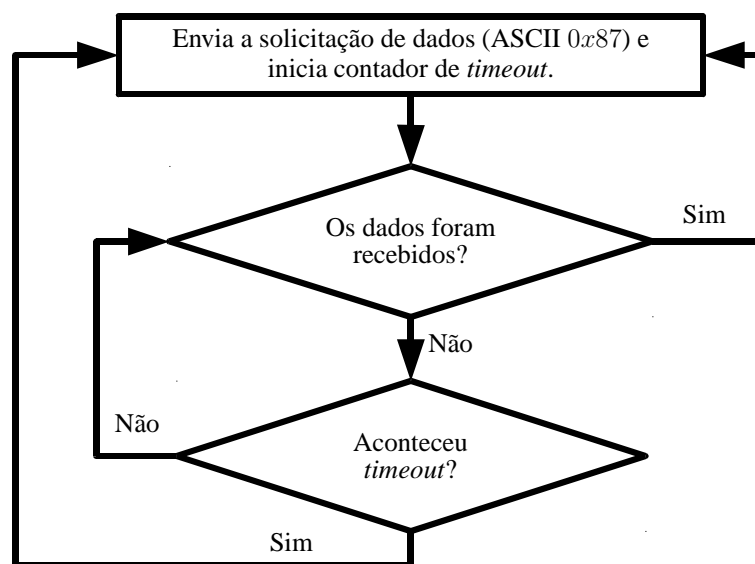 Envia a solicitação de dados (ASCII 0x87) e
inicia contador de timeout.
Os dados foram
recebidos?
Sim
Não
Não
Aconteceu
timeout?
Sim